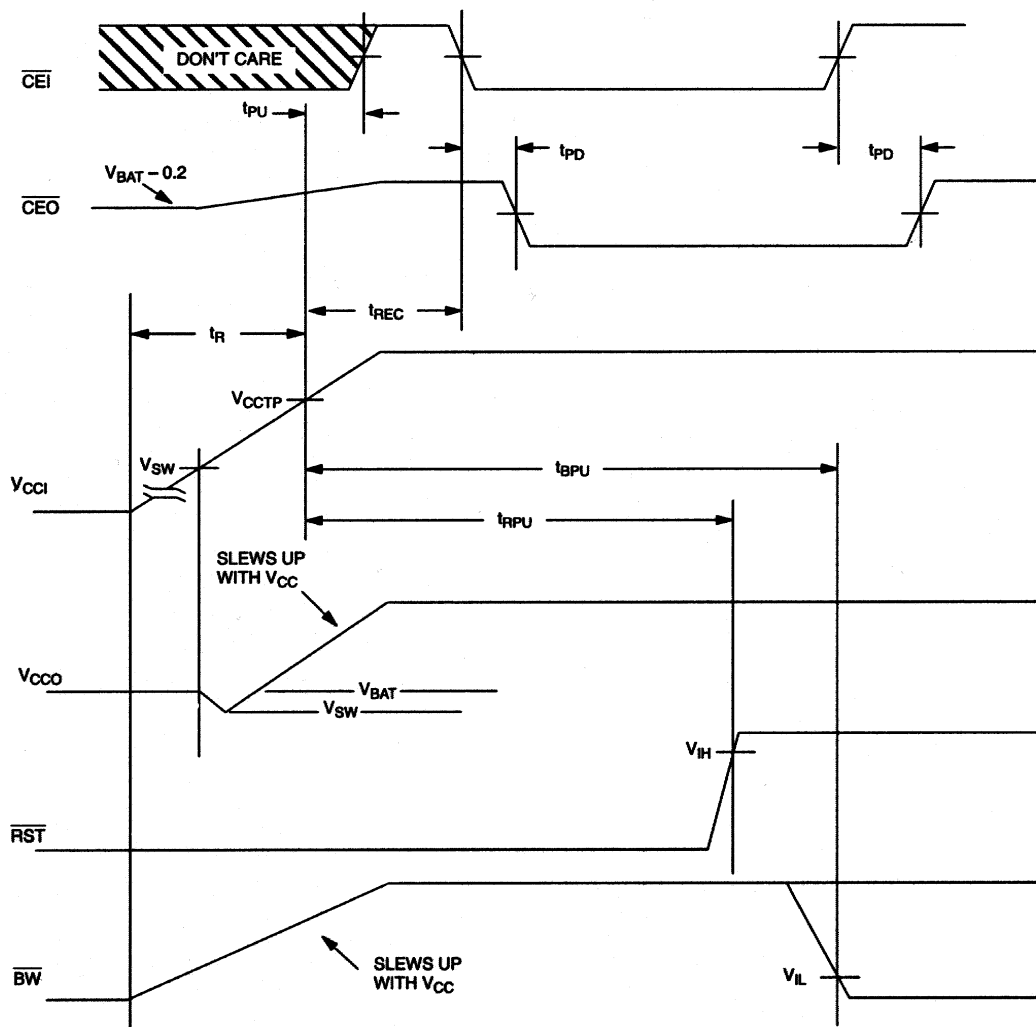 DON'T CARE
CEI
tPU
tPD
tPD
VBAT – 0.2
CEO
tREC
tR
VCCTP
VSW
tBPU
VCCI
tRPU
SLEWS UP
WITH VCC
VCCO
VBAT
VSW
VIH
RST
SLEWS UP
WITH VCC
BW
VIL